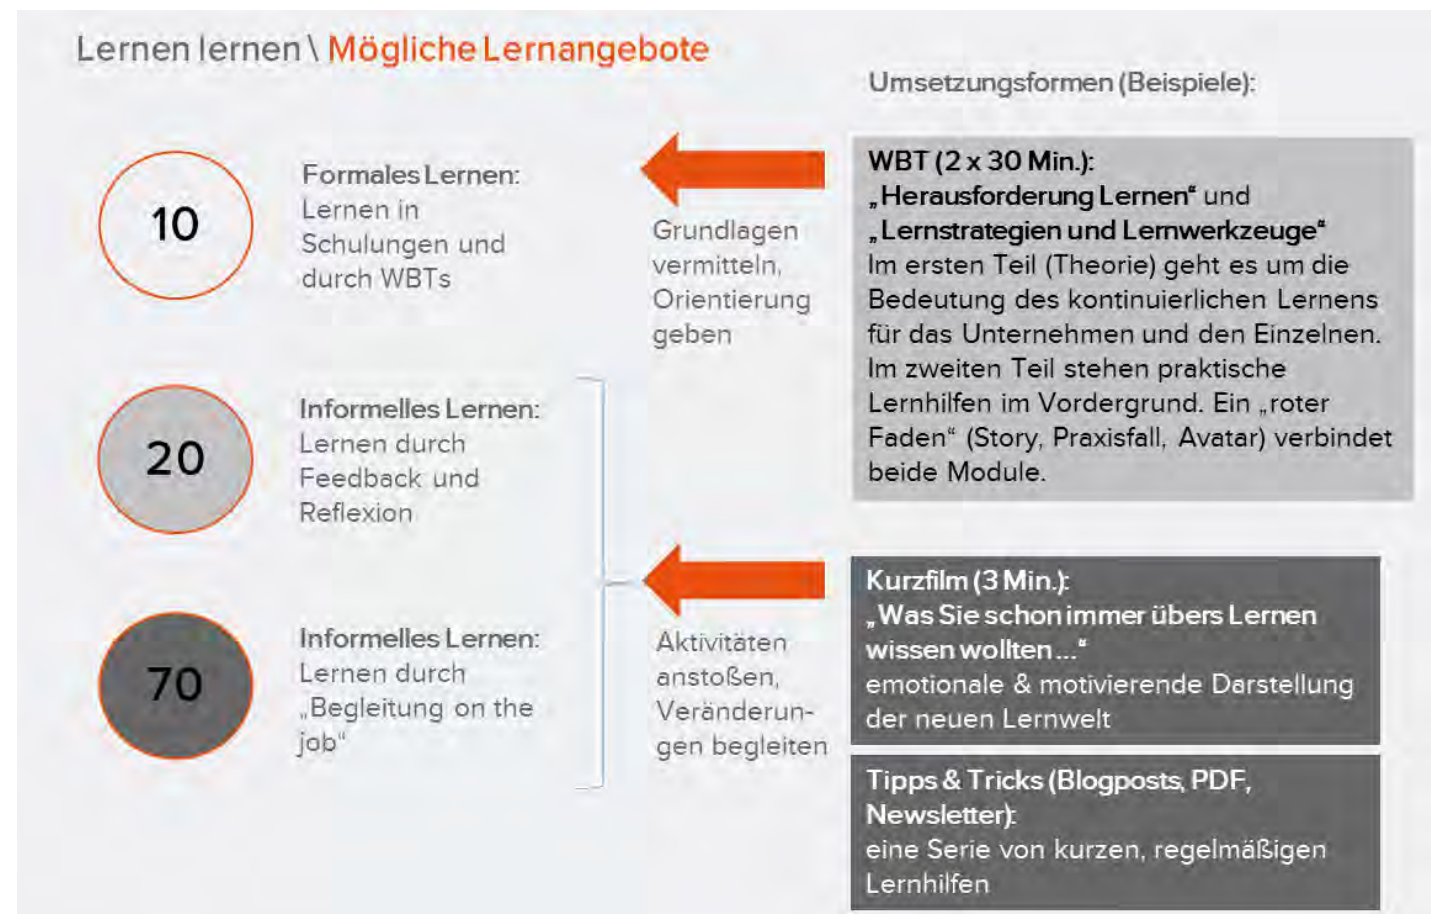 Lernen lernen \ Mögliche Lernangebote
Umsetzungsformen (Beispiele):
10
Formales Lernen:
Lernen in
Schulungen und
durch WBTs
Grundlagen
vermitteln,
Orientierung
geben
WBT (2 x 30 Min.):
„Herausforderung Lernen“ und
„Lernstrategien und Lernwerkzeuge“
Im ersten Teil (Theorie) geht es um die
Bedeutung des kontinuierlichen Lernens
für das Unternehmen und den Einzelnen.
Im zweiten Teil stehen praktische
Lernhilfen im Vordergrund. Ein „roter
Faden“ (Story, Praxisfall, Avatar) verbindet
beide Module.
20
Informelles Lernen:
Lernen durch
Feedback und
Reflexion
70
Informelles Lernen:
Lernen durch
„Begleitung on the
job“
Aktivitäten
anstoßen,
Veränderun-
gen begleiten
Kurzfilm (3 Min.):
„Was Sie schon immer übers Lernen
wissen wollten ...“
emotionale & motivierende Darstellung
der neuen Lernwelt
Tipps & Tricks (Blogposts, PDF,
Newsletter):
eine Serie von kurzen, regelmäßigen
Lernhilfen